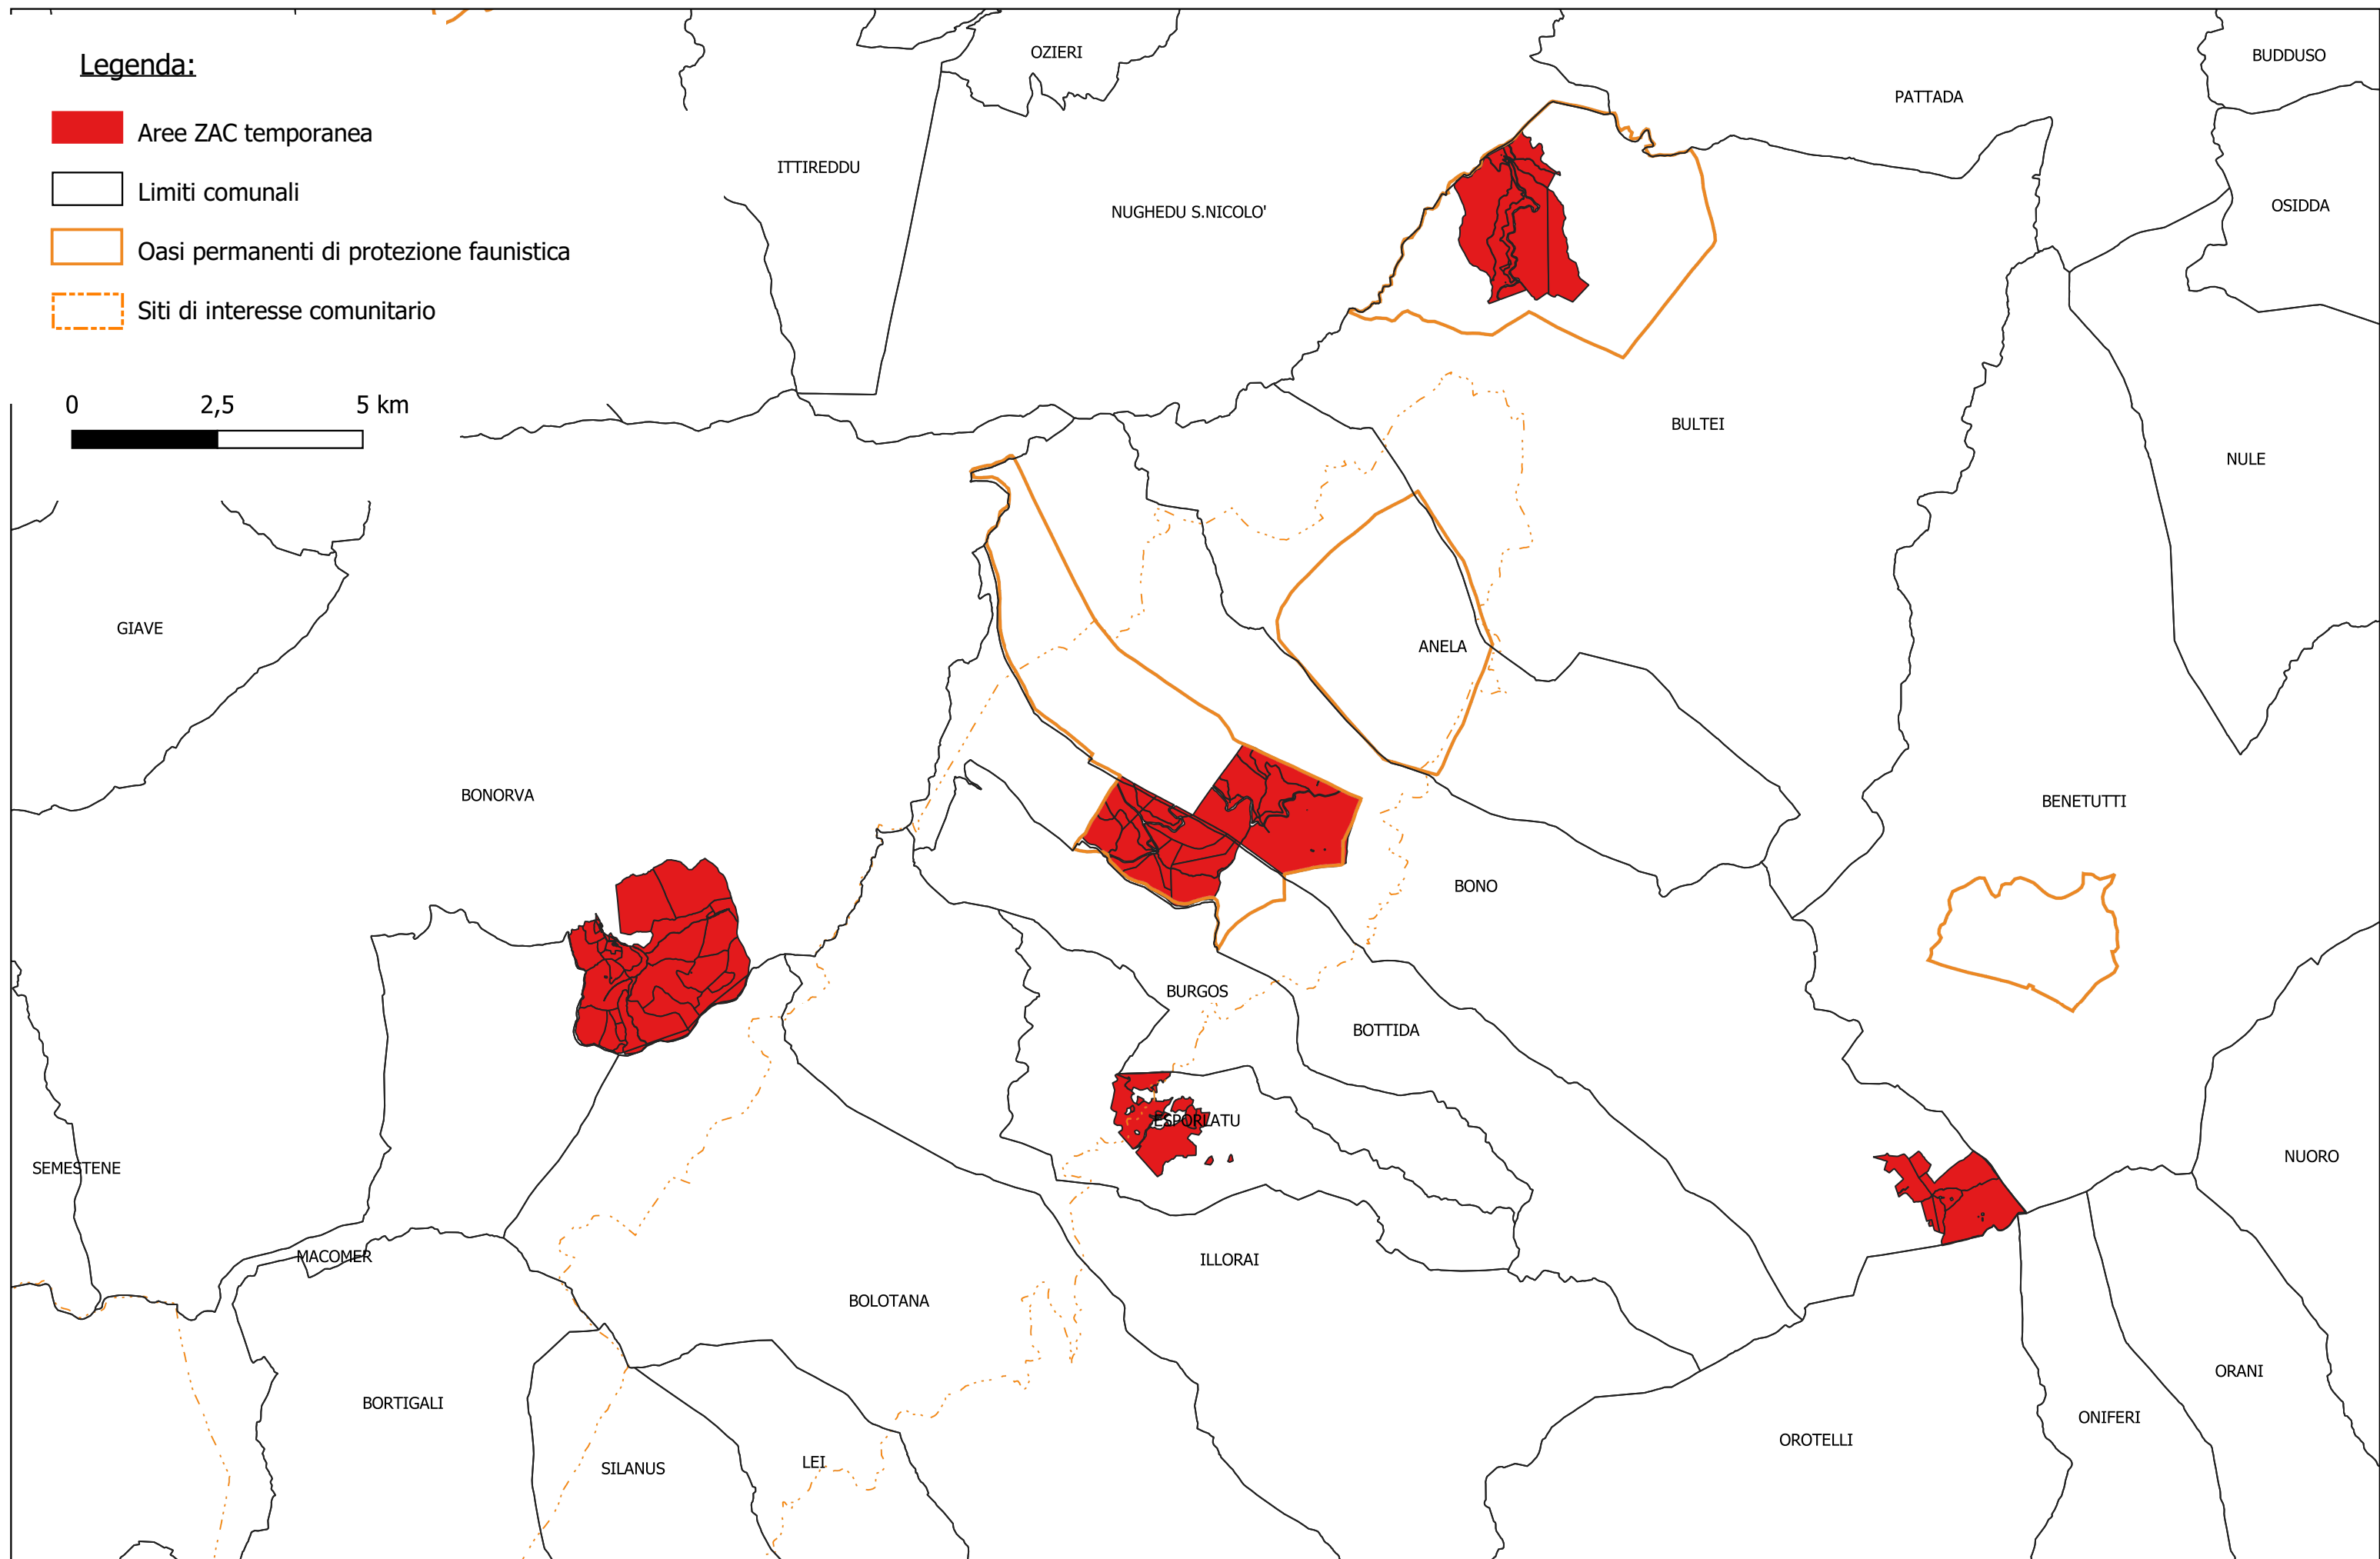 Legenda:
Aree ZAC temporanea
Limiti comunali
Oasi permanenti di protezione faunistica
Siti di interesse comunitario
0 2,5 5 km
OZIERI
BUDDUSO
PATTADA
ITTIREDDU
OSIDDA
NUGHEDU S.NICOLO'
BULTEI
NULE
GIAVE
ANELA
BONORVA
BENETUTTI
BONO
BURGOS
BOTTIDA
ESPORLATU
NUORO
SEMESTENE
MACOMER
ILLORAI
BOLOTANA
ORANI
BORTIGALI
ONIFERI
OROTELLI
LEI
SILANUS